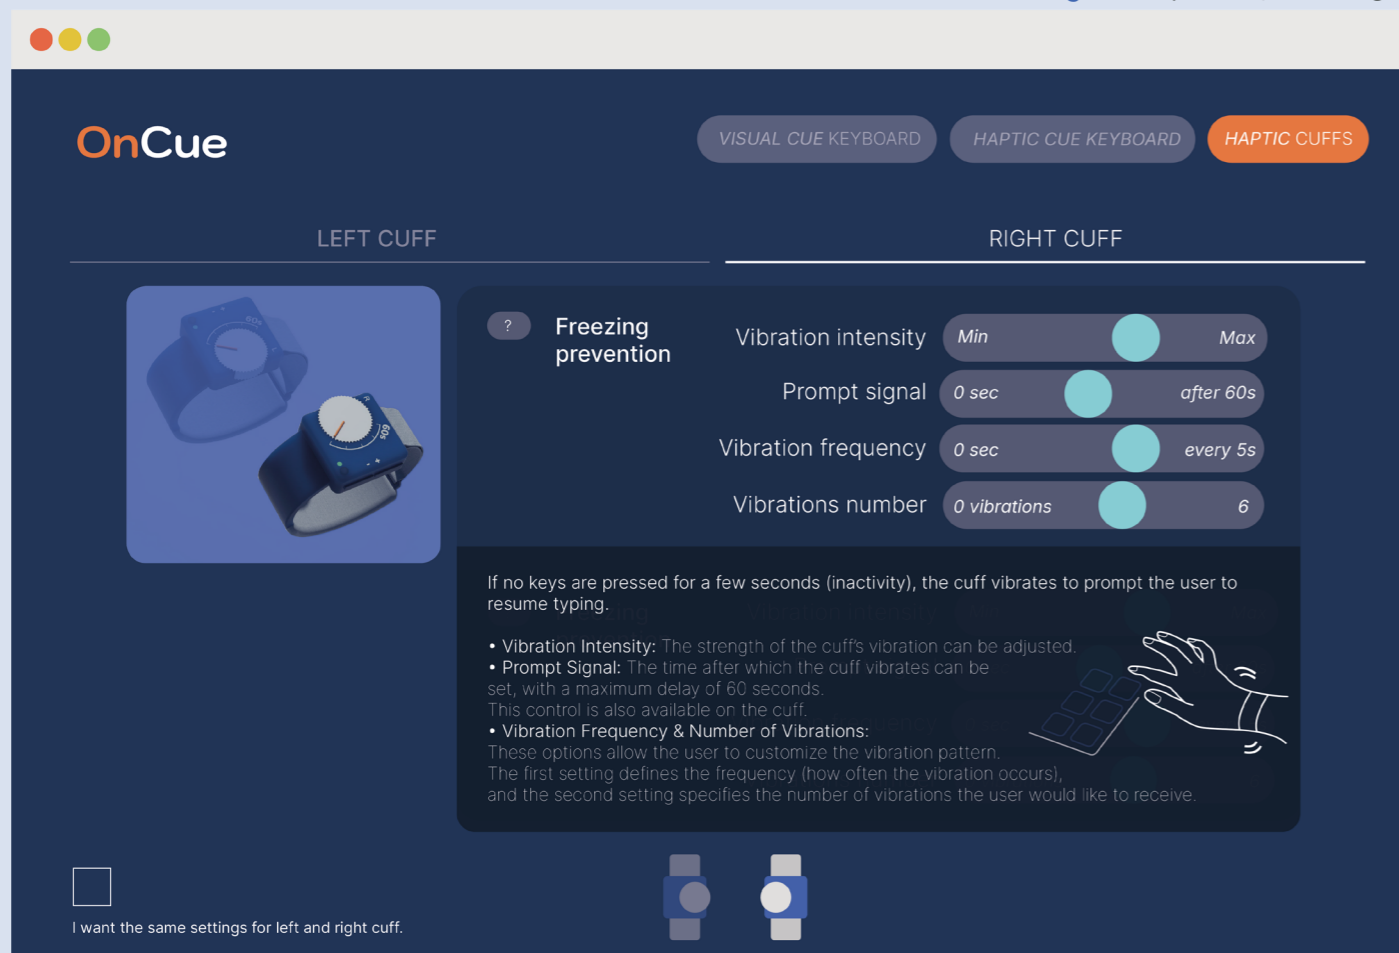 OnCue
VISUAL CUE KEYBOARD
HAPTIC CUE KEYBOARD
HAPTIC CUFFS
LEFT CUFF
RIGHT CUFF
60s
R
60s
- +
?
Freezing
prevention
Vibration intensity
Min
Max
Prompt signal
0 sec
after 60s
Vibration frequency
0 sec
every 5s
Vibrations number
0 vibrations
6
If no keys are pressed for a few seconds (inactivity), the cuff vibrates to prompt the user to
resume typing.
Freezing
Vibration intensity
• Vibration Intensity: The strength of the cuff's vibration can be adjusted.
• Prompt Signal: The time after which the cuff vibrates can be
set, with a maximum delay of 60 seconds.
This control is also available on the cuff.
• Vibration Frequency & Number of Vibrations:
These options allow the user to customize the vibration pattern.
The first setting defines the frequency (how often the vibration occurs),
and the second setting specifies the number of vibrations the user would like to receive.
I want the same settings for left and right cuff.